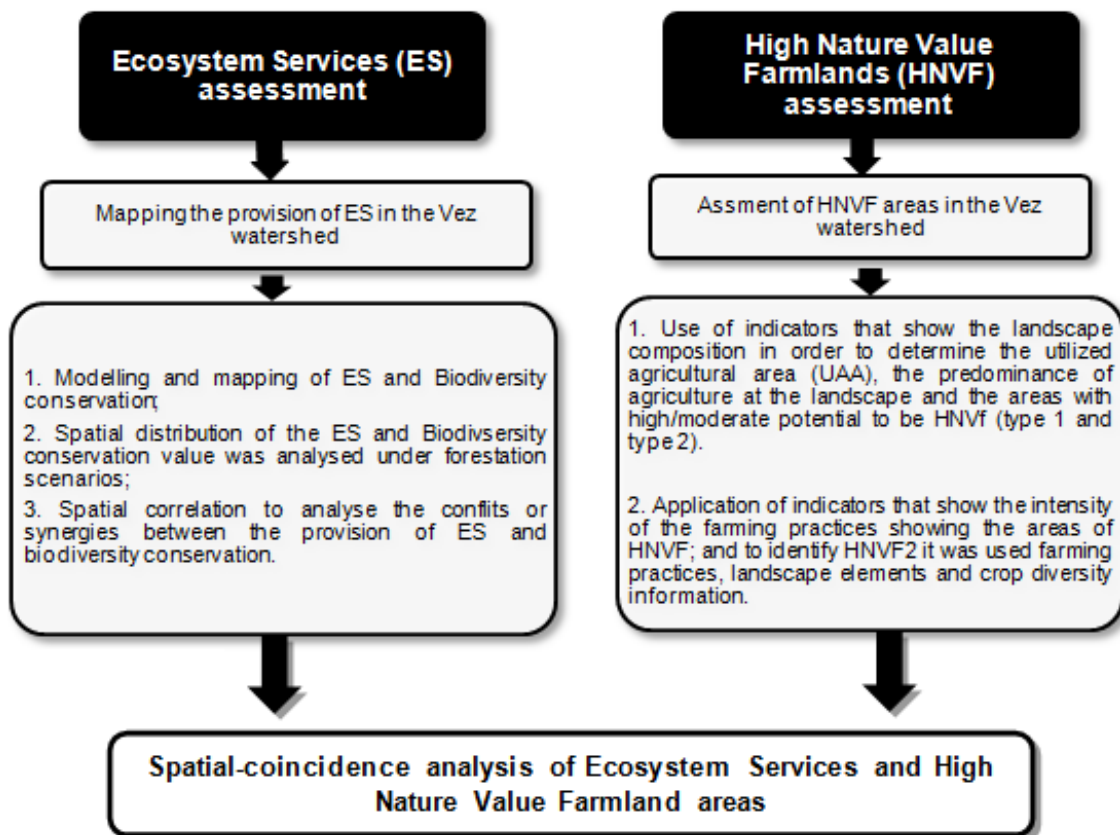 Ecosystem Services (ES)
assessment
Mapping the provision of ES in the Vez
watershed
1. Modelling and mapping of ES and Biodiversity
conservation;
2. Spatial distribution of the ES and Biodivsersity
conservation value was analysed under forestation
scenarios;
3. Spatial correlation to analyse the conflits or
synergies between the provision of ES and
biodiversity conservation.
High Nature Value
Farmlands (HNVF)
assessment
Assment of HNVF areas in the Vez
watershed
1. Use of indicators that show the landscape
composition in order to determine the utilized
agricultural area (UAA), the predominance of
agriculture at the landscape and the areas with
high/moderate potential to be HNVf (type 1 and
type 2).
2. Application of indicators that show the intensity
of the farming practices showing the areas of
HNVF; and to identify HNVF2 it was used farming
practices, landscape elements and crop diversity
information.
Spatial-coincidence analysis of Ecosystem Services and High
Nature Value Farmland areas